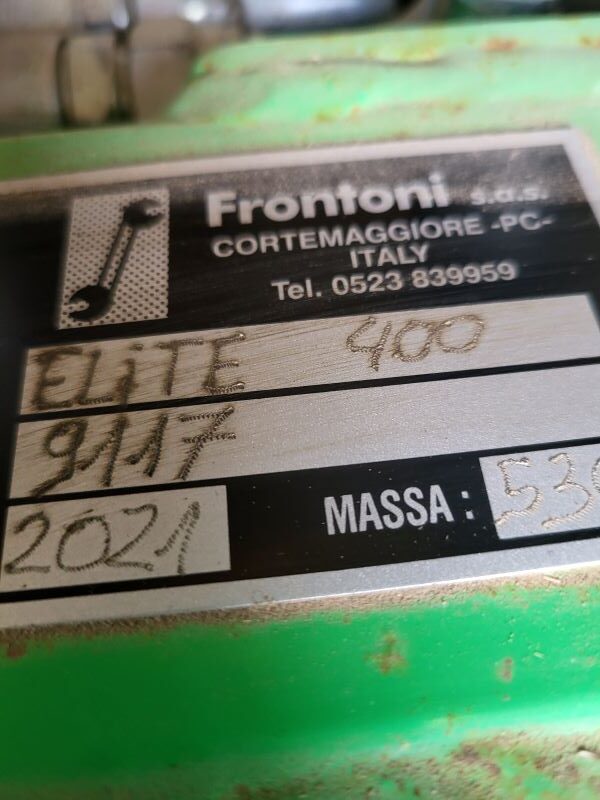 Frontoni s.a.s.
CORTEMAGGIORE -PC-
ITALY
Tel. 0523 839959
ELiTE 400
9117
2021
MASSA :